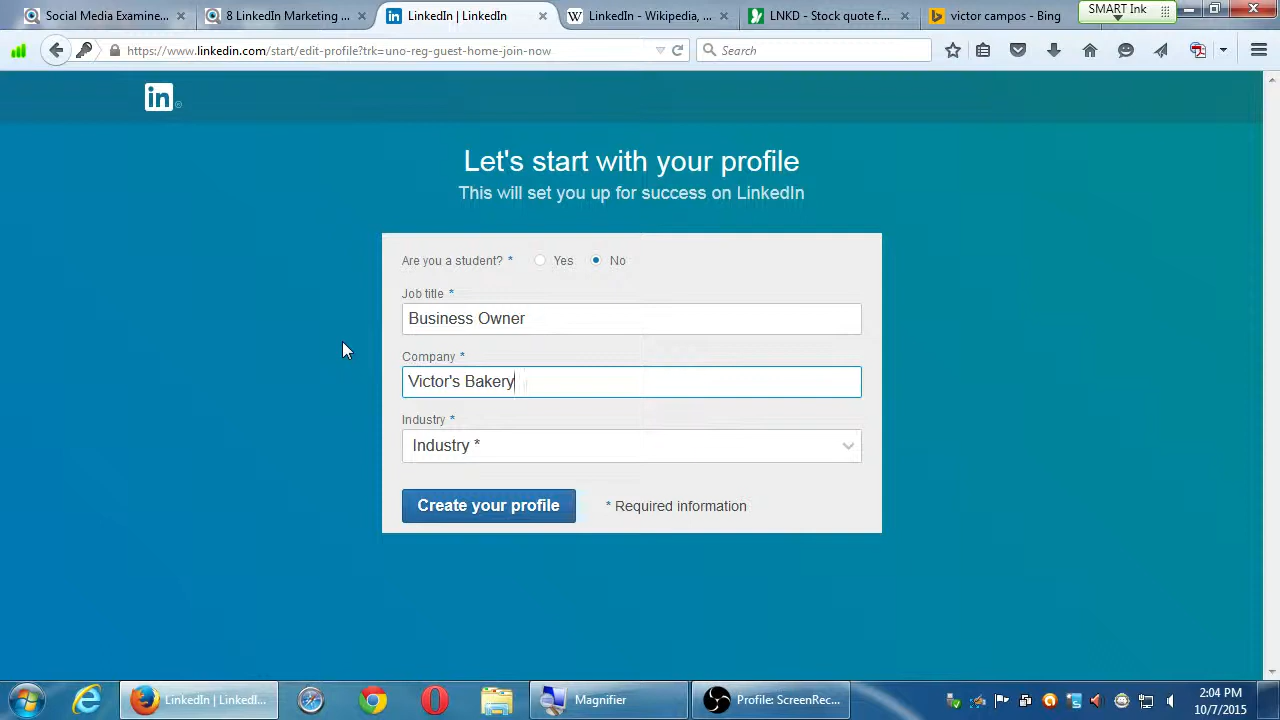 Social Media Examine...
8 LinkedIn Marketing ...
LinkedIn | LinkedIn
LinkedIn - Wikipedia, ...
LNKD - Stock quote f...
victor campos - Bing
SMART Ink
https://www.linkedin.com/start/edit-profile?trk=uno-reg-guest-home-join-now
Search
in
Let's start with your profile
This will set you up for success on LinkedIn
Are you a student? * Yes No
Job title *
Business Owner
Company *
Victor's Bakery
Industry *
Industry *
Create your profile
* Required information
LinkedIn | LinkedI...
Magnifier
Profile: ScreenRec...
2:04 PM
10/7/2015